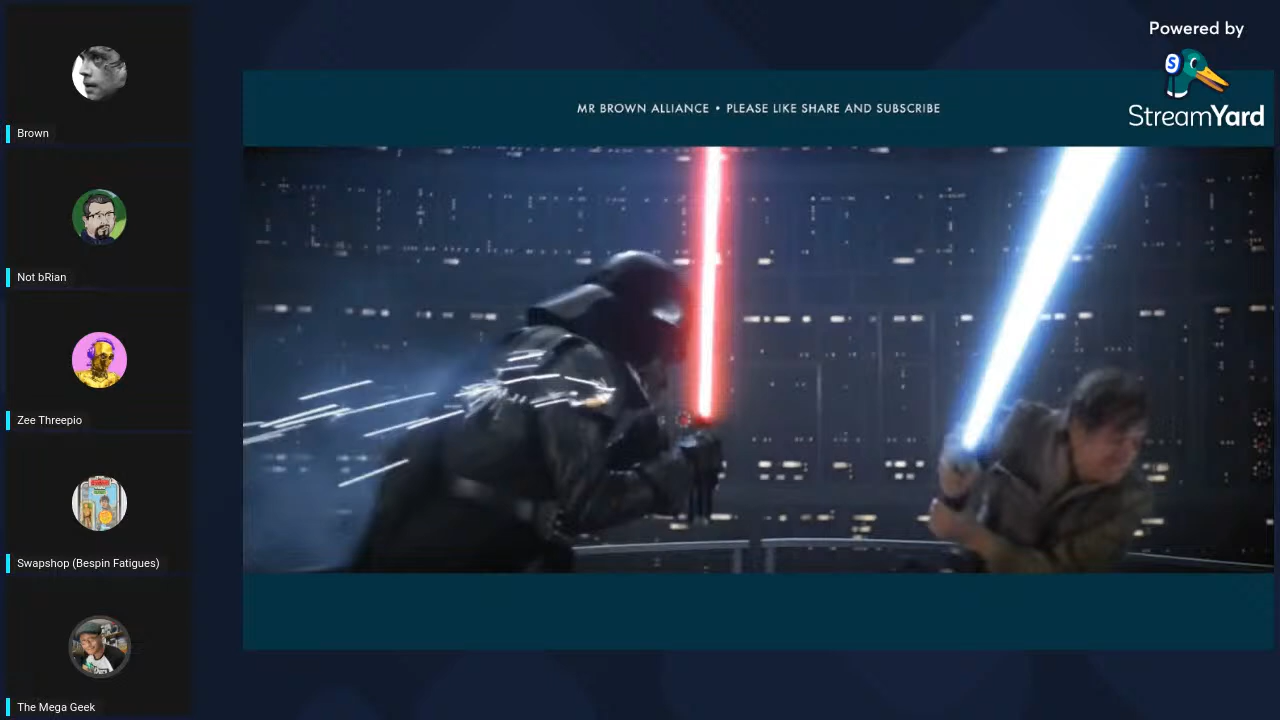 Powered by
StreamYard
MR BROWN ALLIANCE • PLEASE LIKE SHARE AND SUBSCRIBE
Brown
Not bRian
Zee Threepio
Swapshop (Bespin Fatigues)
The Mega Geek